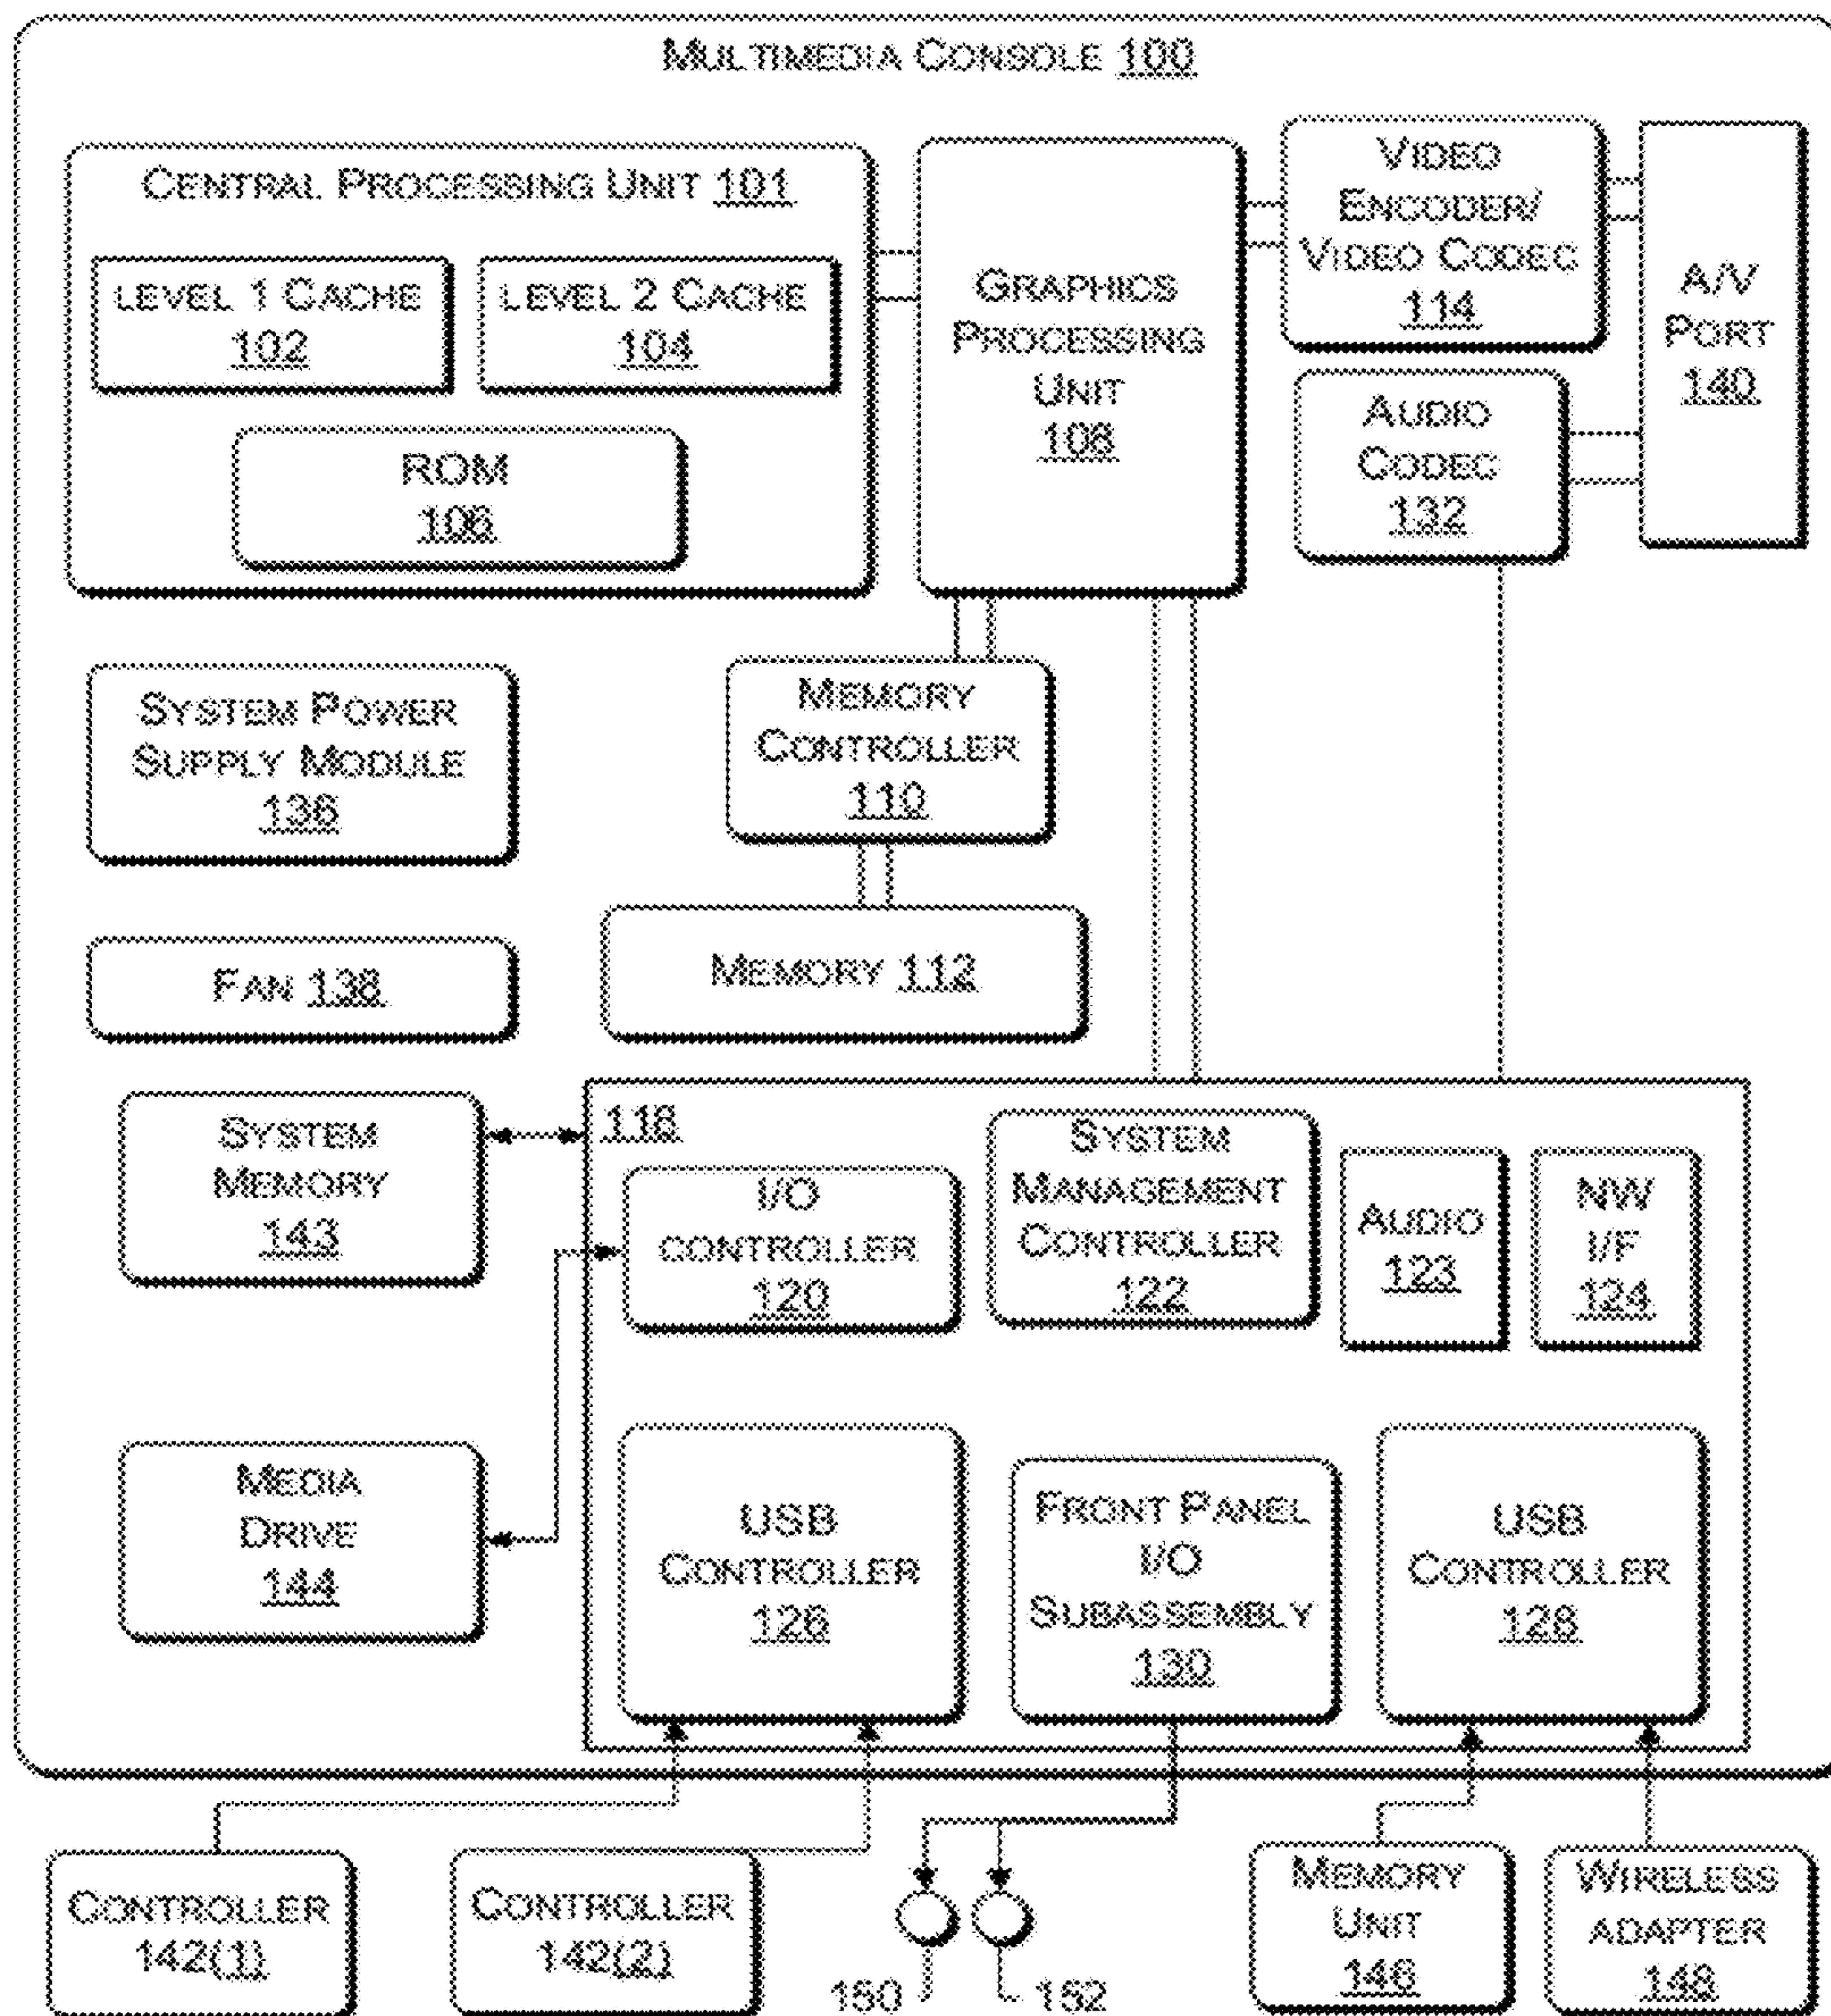 MULTIMEDIA CONSOLE 100
CENTRAL PROCESSING UNIT 101
LEVEL 1 CACHE
102
LEVEL 2 CACHE
104
ROM
106
GRAPHICS
PROCESSING
UNIT
108
VIDEO
ENCODER/
VIDEO CODEC
114
AUDIO
CODEC
132
A/V
PORT
140
SYSTEM POWER
SUPPLY MODULE
136
MEMORY
CONTROLLER
110
FAN 138
MEMORY 112
SYSTEM
MEMORY
143
118
I/O
CONTROLLER
120
SYSTEM
MANAGEMENT
CONTROLLER
122
AUDIO
123
NW
I/F
124
MEDIA
DRIVE
144
USB
CONTROLLER
126
FRONT PANEL
I/O
SUBASSEMBLY
130
USB
CONTROLLER
128
CONTROLLER
142(1)
CONTROLLER
142(2)
150
152
MEMORY
UNIT
146
WIRELESS
ADAPTER
148